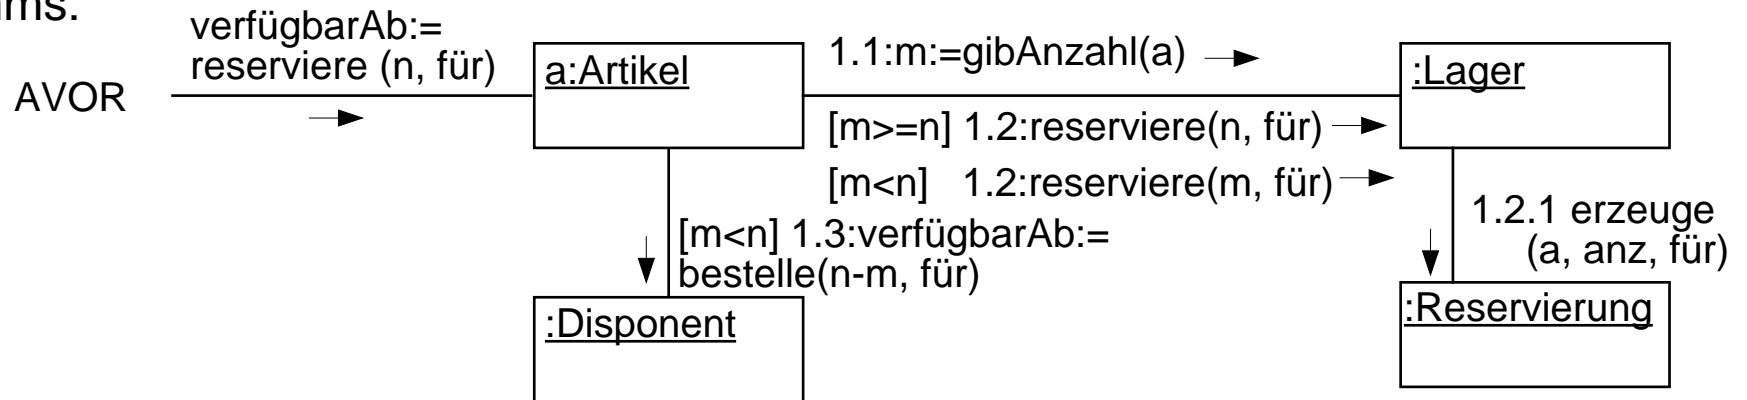 verfügbarAb:=
reserviere (n, für)
AVOR
a:Artikel
1.1:m:=gibAnzahl(a)
:Lager
[m>=n] 1.2:reserviere(n, für)
[m<n] 1.2:reserviere(m, für)
[m<n] 1.3:verfügbarAb:=
bestelle(n-m, für)
1.2.1 erzeuge
(a, anz, für)
:Disponent
:Reservierung